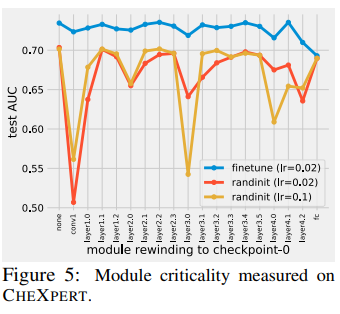 0.70
0.65
0.60
0.55
0.50
test AUC
finetune (lr=0.02)
randinit (lr=0.02)
randinit (lr=0.1)
none
conv1
layer1.0
layer1.1
layer1.2
layer2.0
layer2.1
layer2.2
layer2.3
layer3.0
layer3.1
layer3.2
layer3.3
layer3.4
layer3.5
layer4.0
layer4.1
layer4.2
fc
module rewinding to checkpoint-0
Figure 5: Module criticality measured on
CHEXPERT.